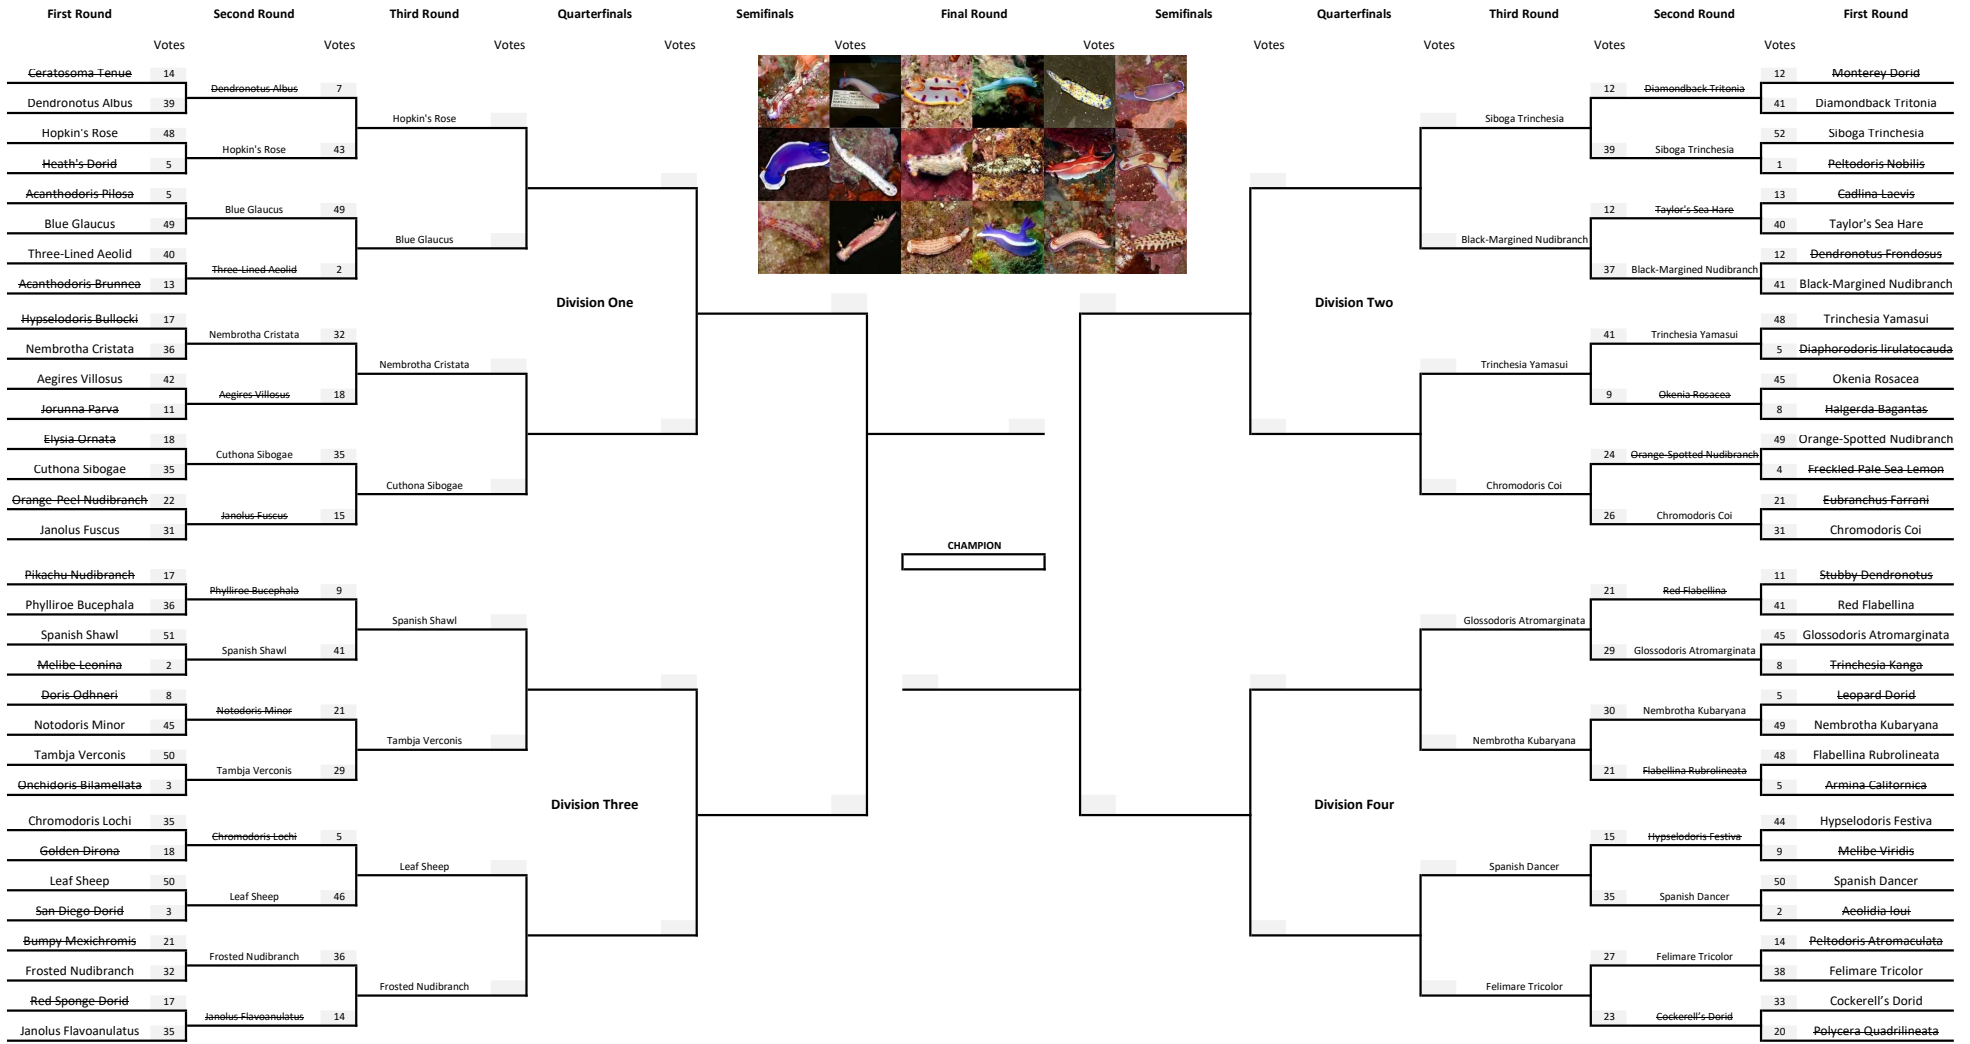 First Round Second Round Third Round Quarterfinals Semifinals Final Round Semifinals Quarterfinals Third Round Second Round First Round
Votes Votes Votes Votes Votes Votes Votes Votes Votes Votes
Ceratosoma Tenue 14 12 Monterey Dorid
Dendronotus Albus 7 12 Diamondback Tritonia
Dendronotus Albus 39 41 Diamondback Tritonia
Hopkin's Rose Siboga Trinchesia
Hopkin's Rose 48 52 Siboga Trinchesia
Hopkin's Rose 43 39 Siboga Trinchesia
Heath's Dorid 5 1 Peltodoris Nobilis
Acanthodoris Pilosa 5 13 Cadlina Laevis
Blue Glaucus 49 12 Taylor's Sea Hare
Blue Glaucus 49 40 Taylor's Sea Hare
Blue Glaucus Black-Margined Nudibranch
Three-Lined Aeolid 40 12 Dendronotus Frondosus
Three-Lined Aeolid 2 37 Black-Margined Nudibranch
Acanthodoris Brunnea 13 41 Black-Margined Nudibranch
Division One Division Two
Hypselodoris Bullocki 17 48 Trinchesia Yamasui
Nembrotha Cristata 32 41 Trinchesia Yamasui
Nembrotha Cristata 36 5 Diaphorodoris lirulatocauda
Nembrotha Cristata Trinchesia Yamasui
Aegires Villosus 42 45 Okenia Rosacea
Aegires Villosus 18 9 Okenia Rosacea
Jorunna Parva 11 8 Halgerda Bagantas
Elysia Ornata 18 49 Orange-Spotted Nudibranch
Cuthona Sibogae 35 24 Orange-Spotted Nudibranch
Cuthona Sibogae 35 4 Freckled Pale Sea Lemon
Cuthona Sibogae Chromodoris Coi
Orange-Peel Nudibranch 22 21 Eubranchus Farrani
Janolus Fuscus 15 26 Chromodoris Coi
Janolus Fuscus 31 31 Chromodoris Coi
CHAMPION
Pikachu Nudibranch 17 11 Stubby Dendronotus
Phylliroe Bucephala 9 21 Red Flabellina
Phylliroe Bucephala 36 41 Red Flabellina
Spanish Shawl Glossodoris Atromarginata
Spanish Shawl 51 45 Glossodoris Atromarginata
Spanish Shawl 41 29 Glossodoris Atromarginata
Melibe Leonina 2 8 Trinchesia Kanga
Doris Odhneri 8 5 Leopard Dorid
Notodoris Minor 21 30 Nembrotha Kubaryana
Notodoris Minor 45 49 Nembrotha Kubaryana
Tambja Verconis Nembrotha Kubaryana
Tambja Verconis 50 48 Flabellina Rubrolineata
Tambja Verconis 29 21 Flabellina Rubrolineata
Onchidoris Bilamellata 3 5 Armina Californica
Division Three Division Four
Chromodoris Lochi 35 44 Hypselodoris Festiva
Chromodoris Lochi 5 15 Hypselodoris Festiva
Golden Dirona 18 9 Melibe Viridis
Leaf Sheep Spanish Dancer
Leaf Sheep 50 50 Spanish Dancer
Leaf Sheep 46 35 Spanish Dancer
San Diego Dorid 3 2 Aeolidia loui
Bumpy Mexichromis 21 14 Peltodoris Atromaculata
Frosted Nudibranch 36 27 Felimare Tricolor
Frosted Nudibranch 32 38 Felimare Tricolor
Frosted Nudibranch Felimare Tricolor
Red Sponge Dorid 17 33 Cockerell's Dorid
Janolus Flavoanulatus 14 23 Cockerell's Dorid
Janolus Flavoanulatus 35 20 Polycera Quadrilineata